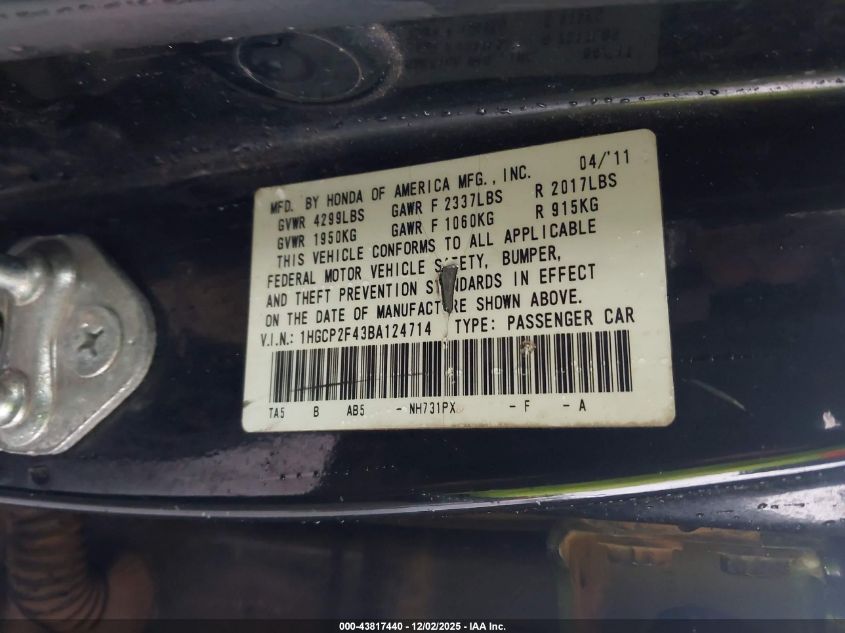 MFD. BY HONDA OF AMERICA MFG., INC. 04/'11
GVWR 4299LBS GAWR F 2337LBS R 2017LBS
GVWR 1950KG GAWR F 1060KG R 915KG
THIS VEHICLE CONFORMS TO ALL APPLICABLE
FEDERAL MOTOR VEHICLE SAFETY, BUMPER,
AND THEFT PREVENTION STANDARDS IN EFFECT
ON THE DATE OF MANUFACTURE SHOWN ABOVE.
V.I.N.: 1HGCP2F43BA124714 TYPE: PASSENGER CAR
TA5 B AB5 - NH731PX - F - A
000-43817440 - 12/02/2025 - IAA Inc.